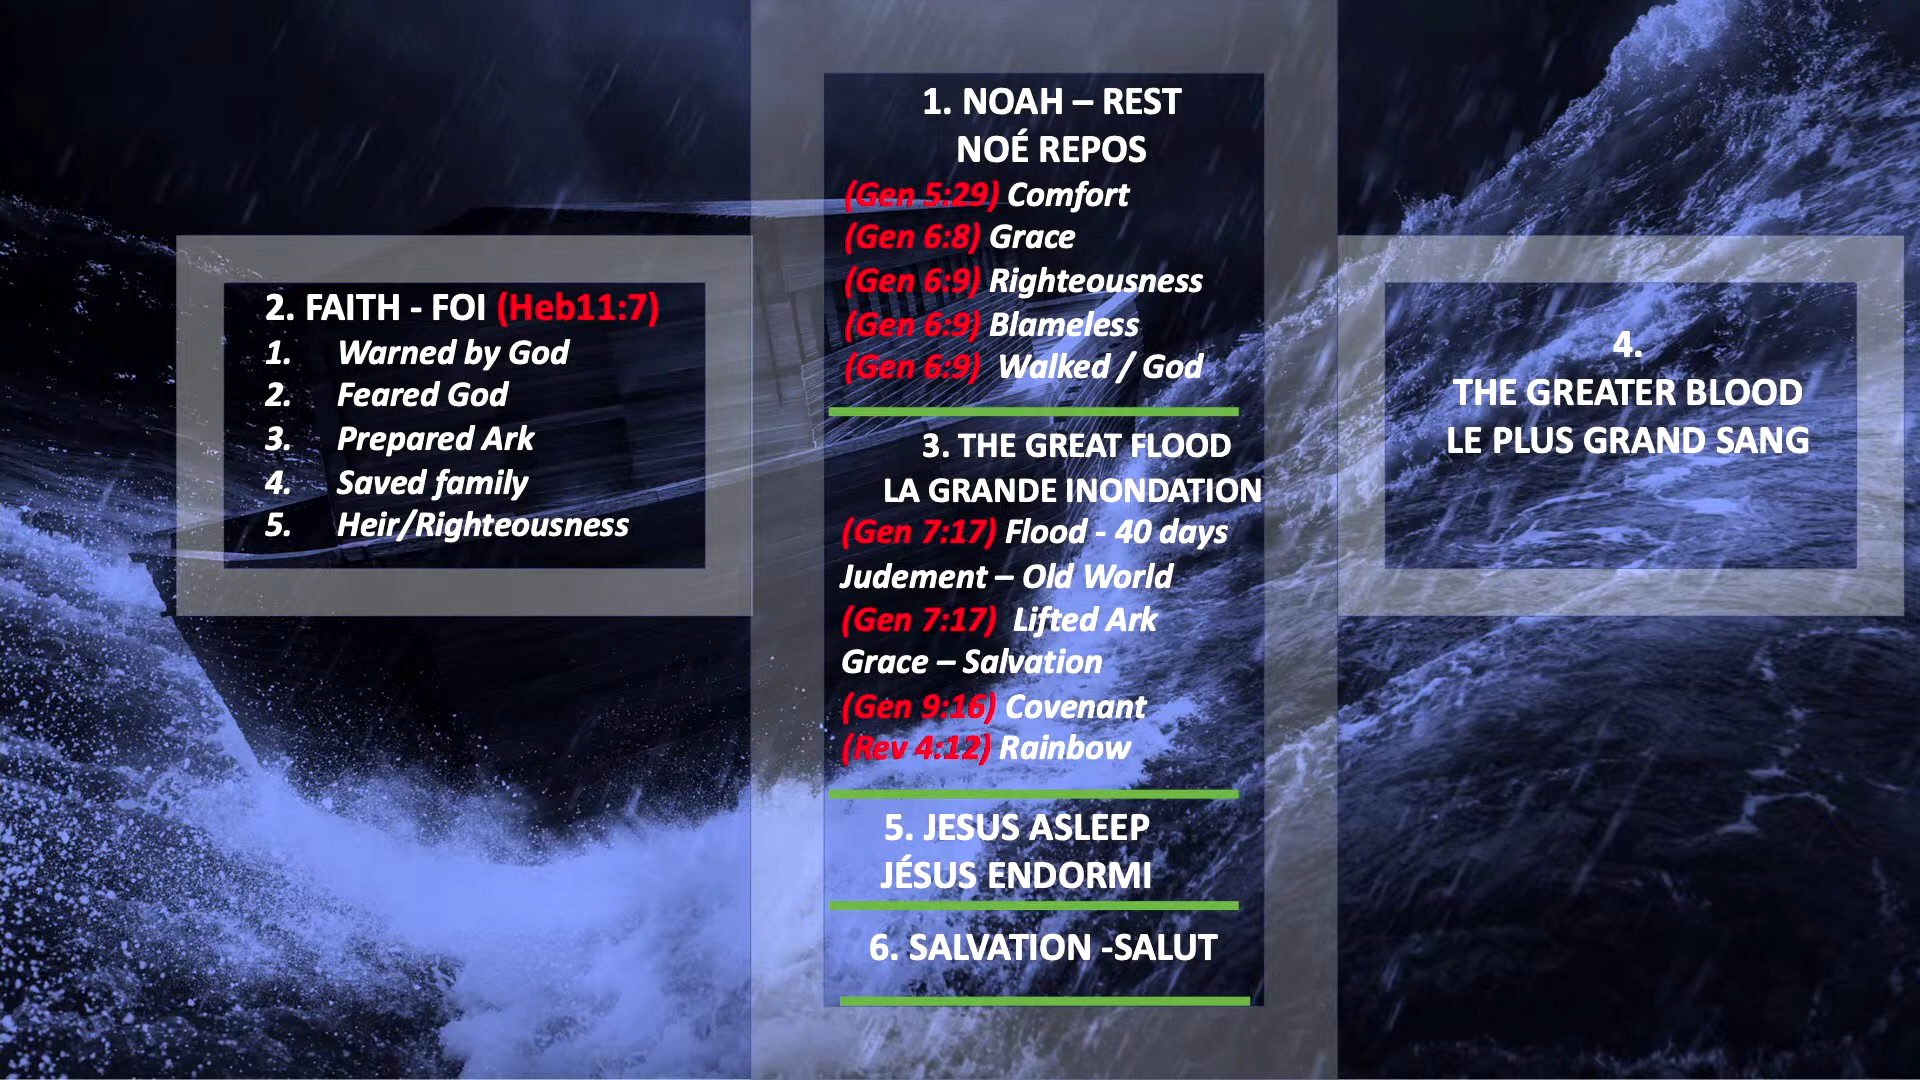 1. NOAH – REST
NOÉ REPOS
(Gen 5:29) Comfort
(Gen 6:8) Grace
(Gen 6:9) Righteousness
(Gen 6:9) Blameless
(Gen 6:9) Walked / God
2. FAITH - FOI (Heb11:7)
1. Warned by God
2. Feared God
3. Prepared Ark
4. Saved family
5. Heir/Righteousness
3. THE GREAT FLOOD
LA GRANDE INONDATION
(Gen 7:17) Flood - 40 days
Judement – Old World
(Gen 7:17) Lifted Ark
Grace – Salvation
(Gen 9:16) Covenant
(Rev 4:12) Rainbow
4.
THE GREATER BLOOD
LE PLUS GRAND SANG
5. JESUS ASLEEP
JÉSUS ENDORMI
6. SALVATION -SALUT